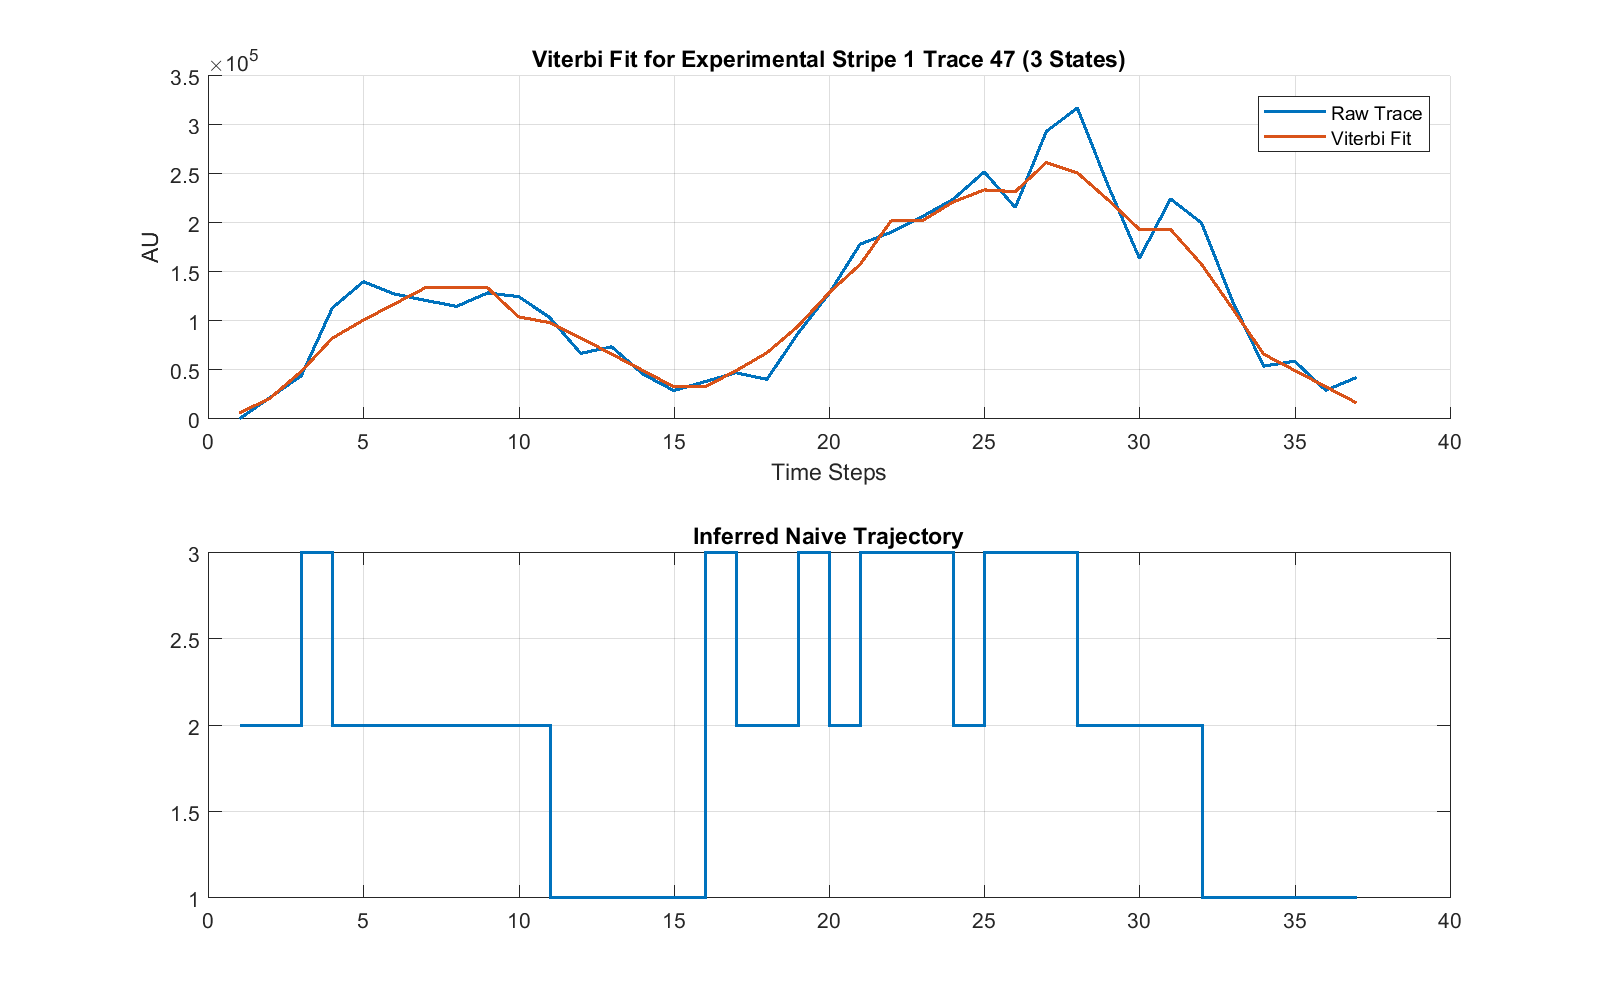 Viterbi Fit for Experimental Stripe 1 Trace 47 (3 States)
×10^5
3.5
3
2.5
2
1.5
1
0.5
0
AU
Raw Trace
Viterbi Fit
0 5 10 15 20 25 30 35 40
Time Steps
Inferred Naive Trajectory
3
2.5
2
1.5
1
0 5 10 15 20 25 30 35 40